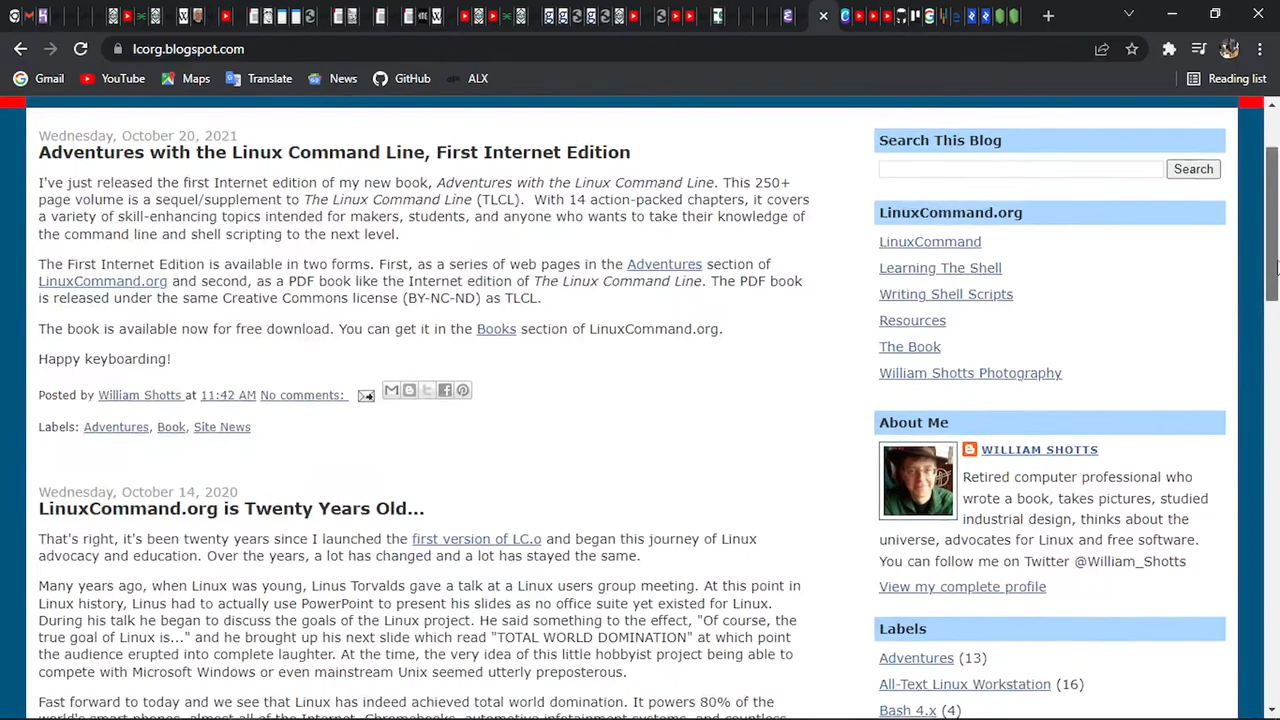 lcorg.blogspot.com
Gmail
YouTube
Maps
Translate
News
GitHub
ALX
Reading list
Wednesday, October 20, 2021
Adventures with the Linux Command Line, First Internet Edition
I've just released the first Internet edition of my new book, Adventures with the Linux Command Line. This 250+
page volume is a sequel/supplement to The Linux Command Line (TLCL). With 14 action-packed chapters, it covers
a variety of skill-enhancing topics intended for makers, students, and anyone who wants to take their knowledge of
the command line and shell scripting to the next level.
The First Internet Edition is available in two forms. First, as a series of web pages in the Adventures section of
LinuxCommand.org and second, as a PDF book like the Internet edition of The Linux Command Line. The PDF book
is released under the same Creative Commons license (BY-NC-ND) as TLCL.
The book is available now for free download. You can get it in the Books section of LinuxCommand.org.
Happy keyboarding!
Posted by William Shotts at 11:42 AM No comments:
Labels: Adventures, Book, Site News
Wednesday, October 14, 2020
LinuxCommand.org is Twenty Years Old...
That's right, it's been twenty years since I launched the first version of LC.o and began this journey of Linux
advocacy and education. Over the years, a lot has changed and a lot has stayed the same.
Many years ago, when Linux was young, Linus Torvalds gave a talk at a Linux users group meeting. At this point in
Linux history, Linus had to actually use PowerPoint to present his slides as no office suite yet existed for Linux.
During his talk he began to discuss the goals of the Linux project. He said something to the effect, "Of course, the
true goal of Linux is..." and he brought up his next slide which read "TOTAL WORLD DOMINATION" at which point
the audience erupted into complete laughter. At the time, the very idea of this little hobbyist project being able to
compete with Microsoft Windows or even mainstream Unix seemed utterly preposterous.
Fast forward to today and we see that Linux has indeed achieved total world domination. It powers 80% of the
world's smart phones, almost all of the Internet, Chromebooks, automotive infotainment systems, and countless
Search This Blog
Search
LinuxCommand.org
LinuxCommand
Learning The Shell
Writing Shell Scripts
Resources
The Book
William Shotts Photography
About Me
WILLIAM SHOTTS
Retired computer professional who
wrote a book, takes pictures, studied
industrial design, thinks about the
universe, advocates for Linux and free software.
You can follow me on Twitter @William_Shotts
View my complete profile
Labels
Adventures (13)
All-Text Linux Workstation (16)
Bash 4.x (4)